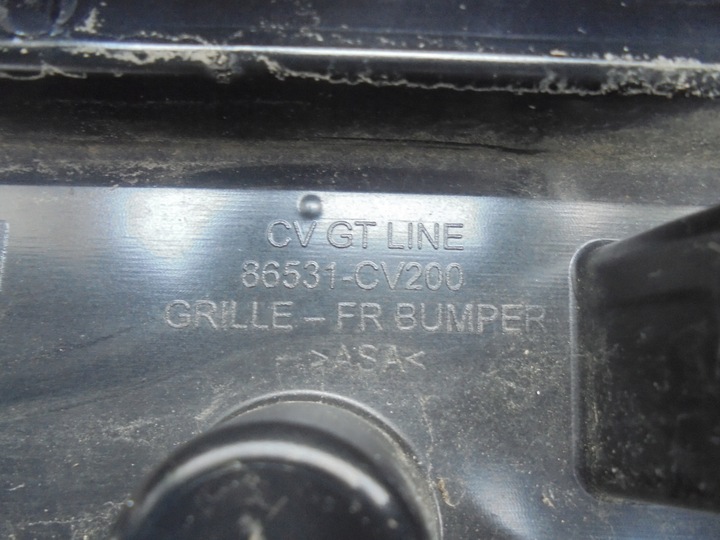 CV GT LINE
86531-CV200
GRILLE - FR BUMPER
>ASA<